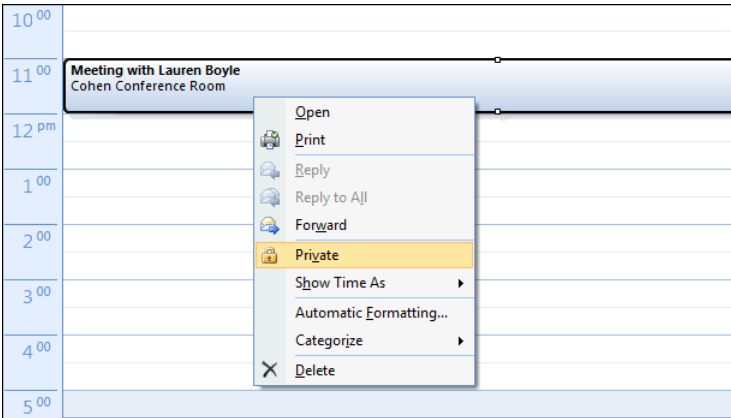 10 00
11 00
Meeting with Lauren Boyle
Cohen Conference Room
Open
12 pm
Print
Reply
1 00
Reply to All
Forward
2 00
Private
Show Time As
3 00
Automatic Formatting...
Categorize
4 00
Delete
5 00